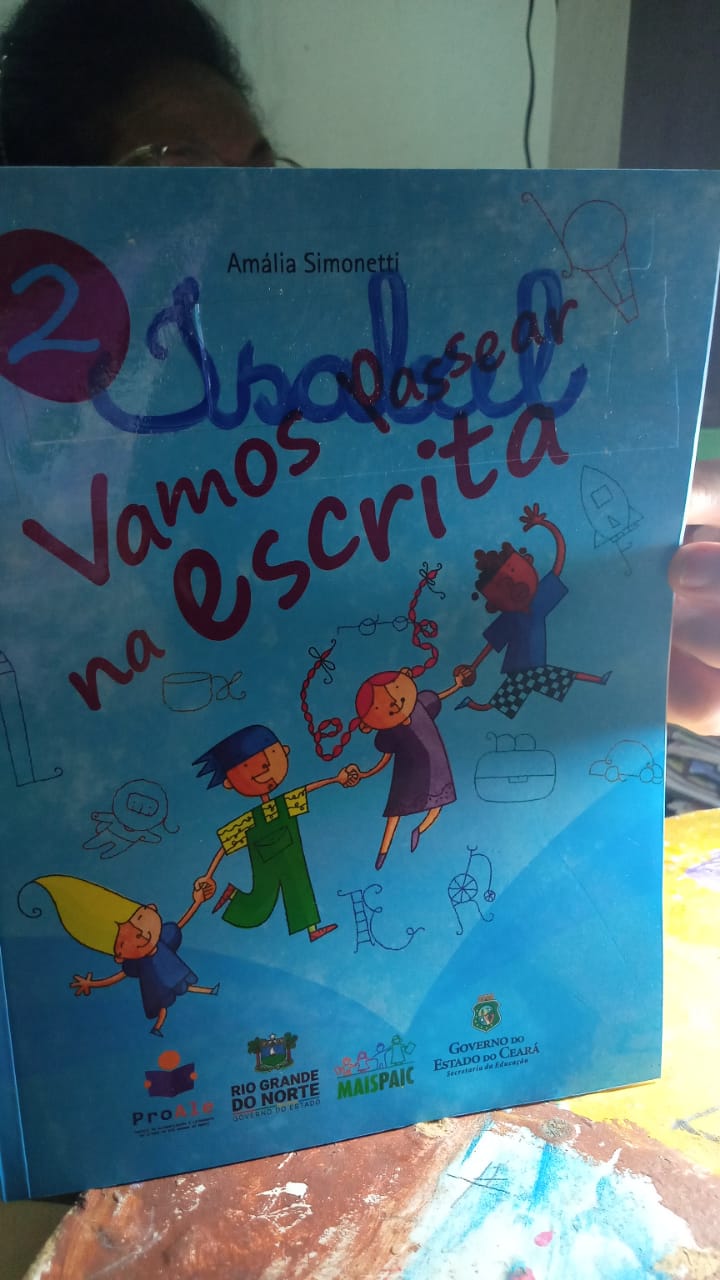 Amália Simonetti
2
Isabel
Vamos passear
na escrita
ProAle
RIO GRANDE
DO NORTE
GOVERNO DO ESTADO
MAISPAIC
GOVERNO DO
ESTADO DO CEARÁ
Secretaria da Educação